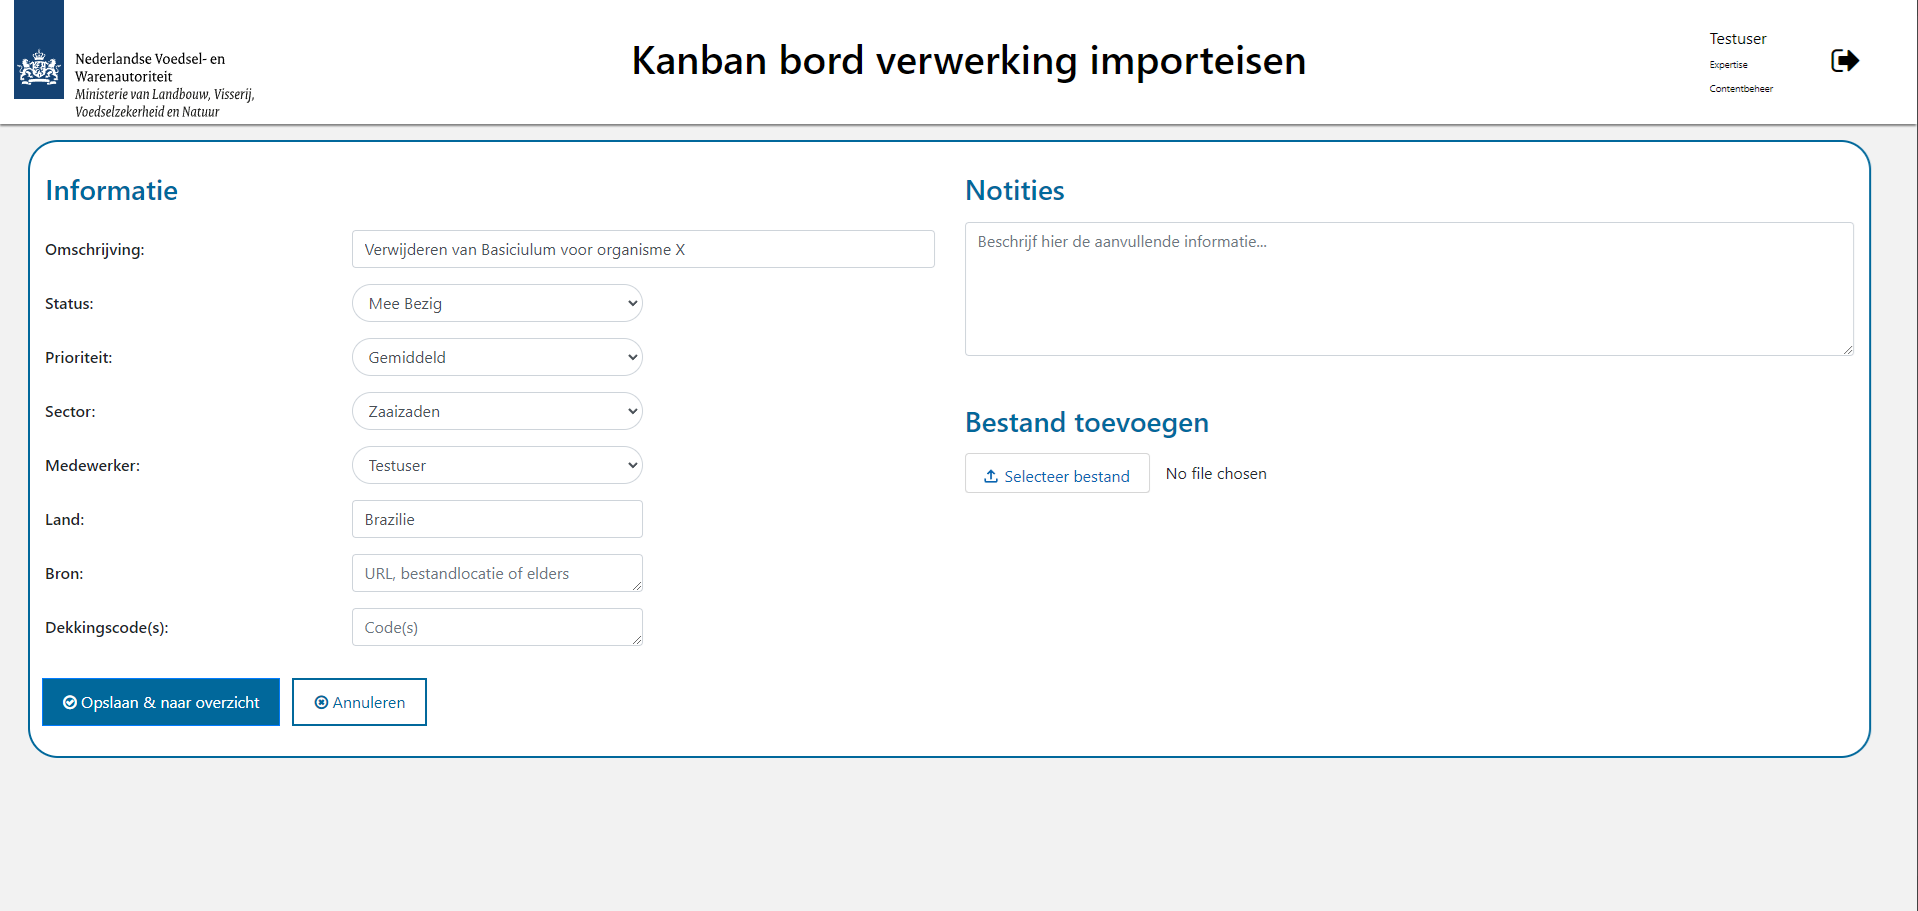 Nederlandse Voedsel- en
Warenautoriteit
Ministerie van Landbouw, Visserij,
Voedselzekerheid en Natuur
Kanban bord verwerking importeisen
Testuser
Expertise
Contentbeheer
Informatie
Omschrijving: Verwijderen van Basiciulum voor organisme X
Status: Mee Bezig
Prioriteit: Gemiddeld
Sector: Zaaizaden
Medewerker: Testuser
Land: Brazilie
Bron: URL, bestandlocatie of elders
Dekkingscode(s): Code(s)
Opslaan & naar overzicht Annuleren
Notities
Beschrijf hier de aanvullende informatie...
Bestand toevoegen
Selecteer bestand No file chosen